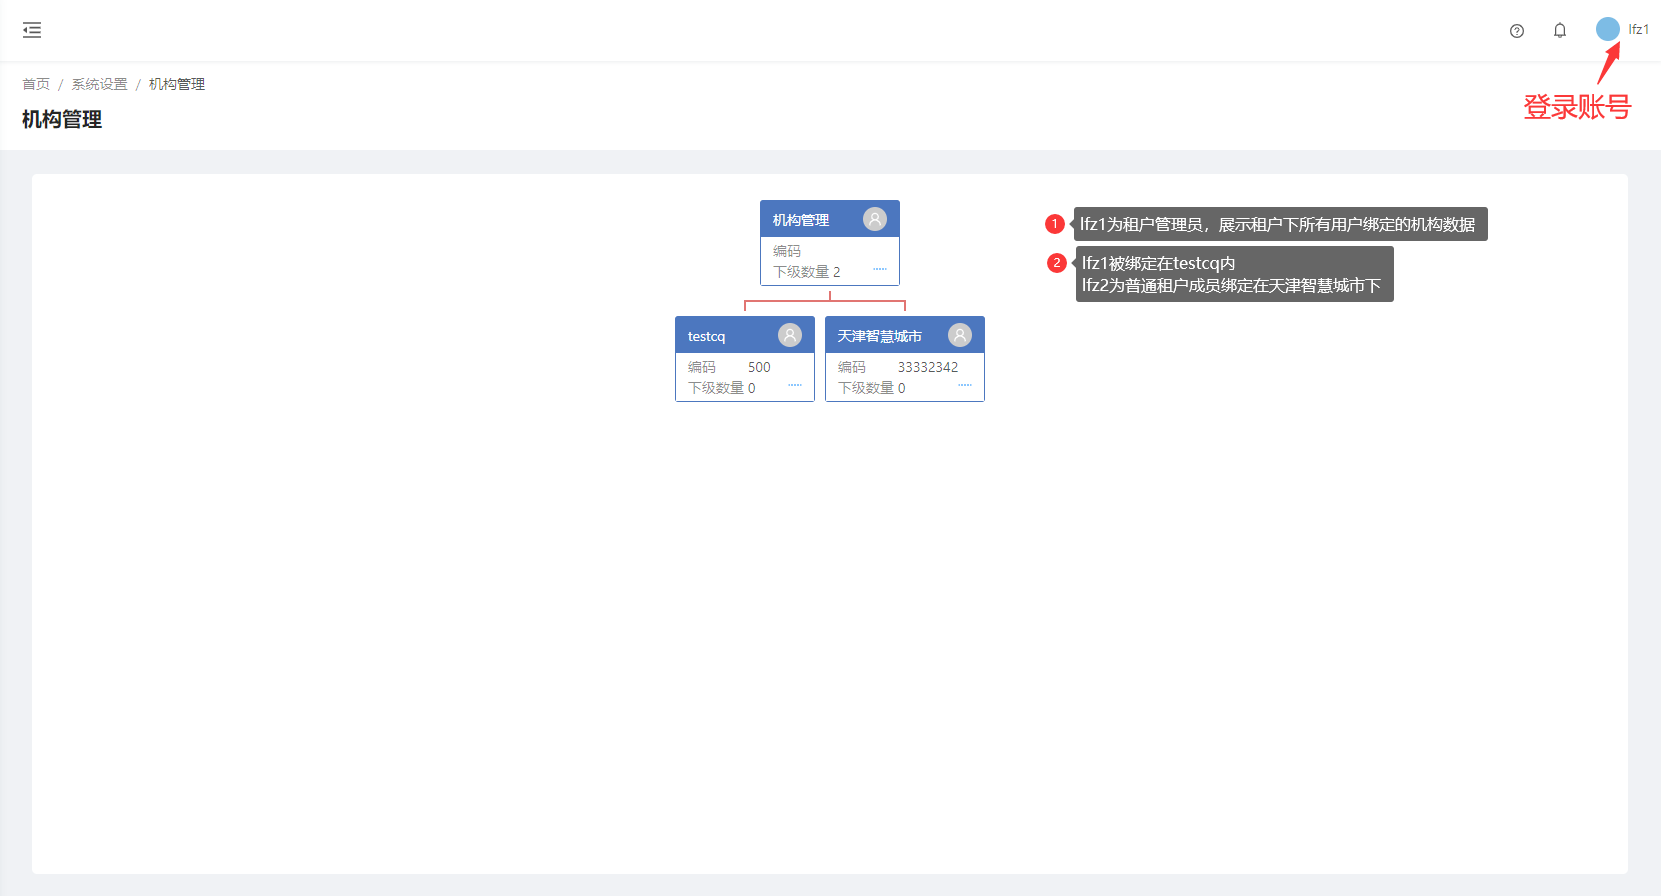 lfz1
首页 / 系统设置 / 机构管理
机构管理
登录账号
机构管理
编码
下级数量 2
testcq
编码 500
下级数量 0
天津智慧城市
编码 33332342
下级数量 0
1 lfz1为租户管理员，展示租户下所有用户绑定的机构数据
2 lfz1被绑定在testcq内
lfz2为普通租户成员绑定在天津智慧城市下